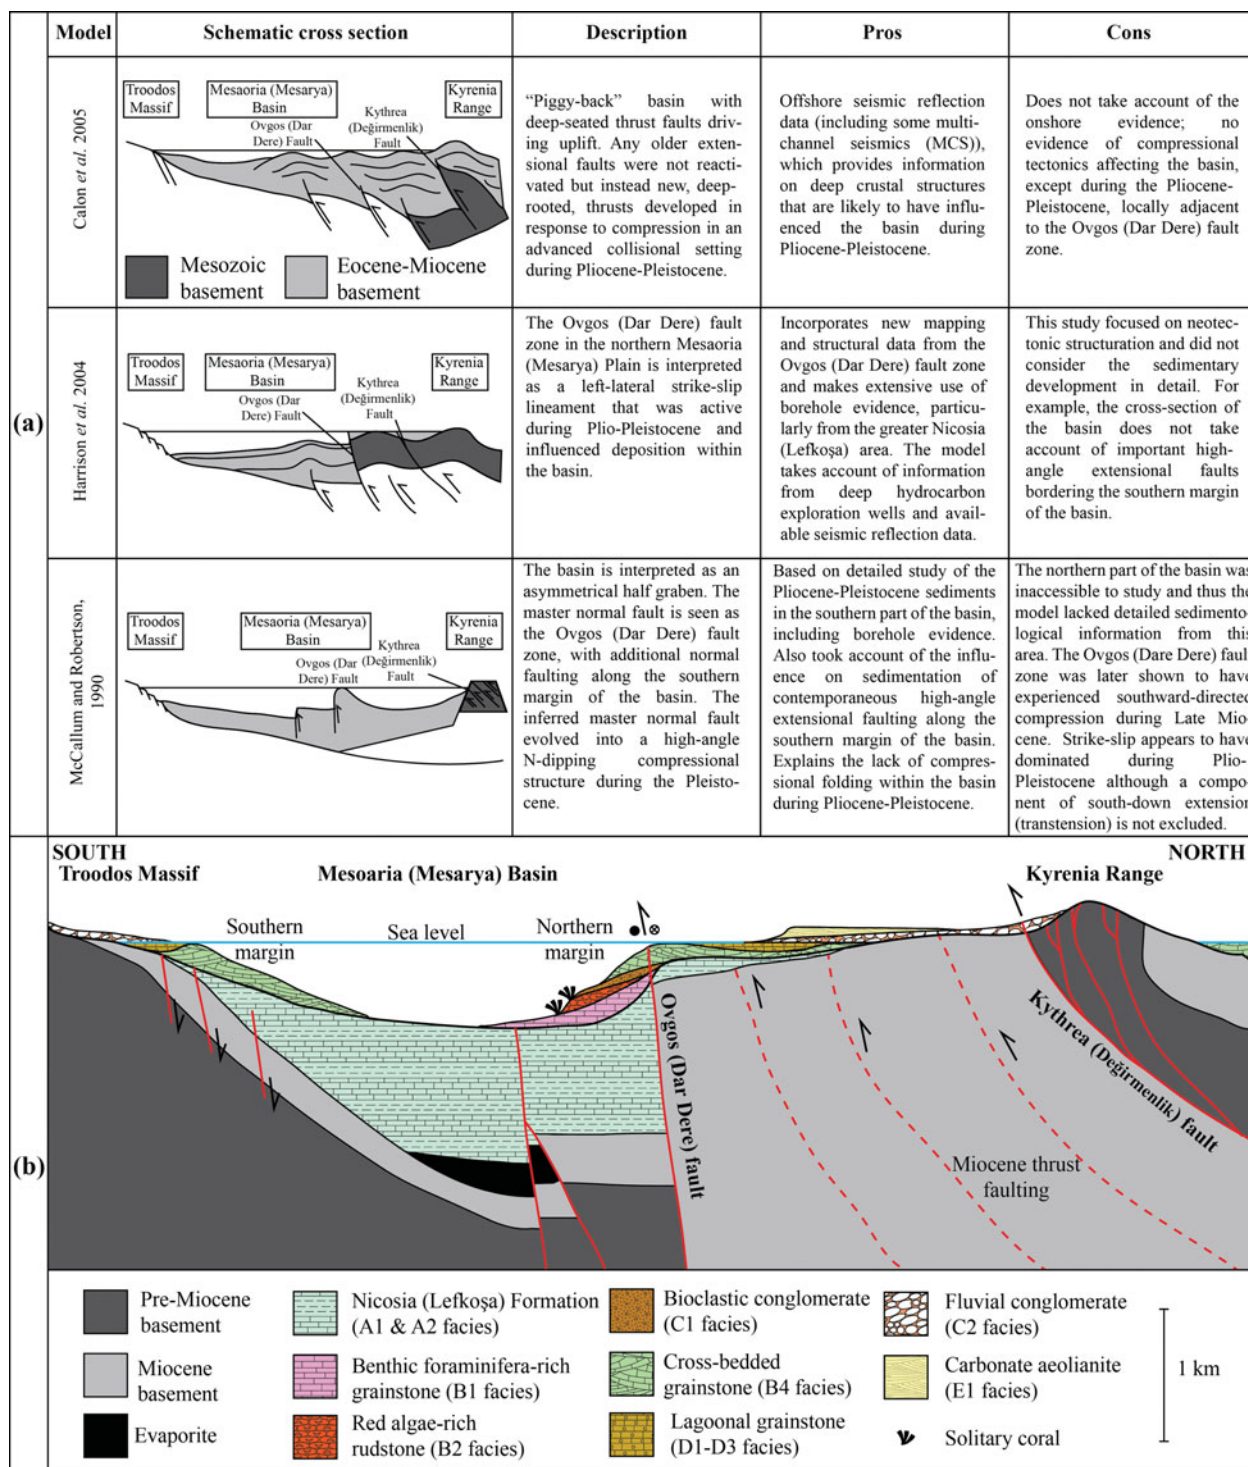 Model
Schematic cross section
Description
Pros
Cons
(a)
Calon et al. 2005
Troodos
Massif
Mesaoria (Mesarya)
Basin
Ovgos (Dar
Dere) Fault
Kythrea
(Değirmenlik)
Fault
Kyrenia
Range
Mesozoic
basement
Eocene-Miocene
basement
“Piggy-back” basin with
deep-seated thrust faults driv-
ing uplift. Any older exten-
sional faults were not reacti-
vated but instead new, deep-
rooted, thrusts developed in
response to compression in an
advanced collisional setting
during Pliocene-Pleistocene.
Offshore seismic reflection
data (including some multi-
channel seismics (MCS)),
which provides information
on deep crustal structures
that are likely to have influ-
enced the basin during
Pliocene-Pleistocene.
Does not take account of the
onshore evidence; no
evidence of compressional
tectonics affecting the basin,
except during the Pliocene-
Pleistocene, locally adjacent
to the Ovgos (Dar Dere) fault
zone.
Harrison et al. 2004
Troodos
Massif
Mesaoria (Mesarya)
Basin
Ovgos (Dar
Dere) Fault
Kythrea
(Değirmenlik)
Fault
Kyrenia
Range
The Ovgos (Dar Dere) fault
zone in the northern Mesaoria
(Mesarya) Plain is interpreted
as a left-lateral strike-slip
lineament that was active
during Plio-Pleistocene and
influenced deposition within
the basin.
Incorporates new mapping
and structural data from the
Ovgos (Dar Dere) fault zone
and makes extensive use of
borehole evidence, particu-
larly from the greater Nicosia
(Lefkoşa) area. The model
takes account of information
from deep hydrocarbon
exploration wells and avail-
able seismic reflection data.
This study focused on neotec-
tonic structuration and did not
consider the sedimentary
development in detail. For
example, the cross-section of
the basin does not take
account of important high-
angle extensional faults
bordering the southern margin
of the basin.
McCallum and Robertson,
1990
Troodos
Massif
Mesaoria (Mesarya)
Basin
Ovgos (Dar
Dere) Fault
Kythrea
(Değirmenlik)
Fault
Kyrenia
Range
The basin is interpreted as an
asymmetrical half graben. The
master normal fault is seen as
the Ovgos (Dar Dere) fault
zone, with additional normal
faulting along the southern
margin of the basin. The
inferred master normal fault
evolved into a high-angle
N-dipping compressional
structure during the Pleisto-
cene.
Based on detailed study of the
Pliocene-Pleistocene sediments
in the southern part of the basin,
including borehole evidence.
Also took account of the influ-
ence on sedimentation of
contemporaneous high-angle
extensional faulting along the
southern margin of the basin.
Explains the lack of compres-
sional folding within the basin
during Pliocene-Pleistocene.
The northern part of the basin was
inaccessible to study and thus the
model lacked detailed sedimento-
logical information from this
area. The Ovgos (Dare Dere) fault
zone was later shown to have
experienced southward-directed
compression during Late Mio-
cene. Strike-slip appears to have
dominated during Plio-
Pleistocene although a compo-
nent of south-down extension
(transtension) is not excluded.
(b)
SOUTH
NORTH
Troodos Massif
Mesoaria (Mesarya) Basin
Kyrenia Range
Southern
margin
Sea level
Northern
margin
Ovgos (Dar Dere) fault
Kythrea (Değirmenlik) fault
Miocene thrust
faulting
Pre-Miocene
basement
Nicosia (Lefkoşa) Formation
(A1 & A2 facies)
Bioclastic conglomerate
(C1 facies)
Fluvial conglomerate
(C2 facies)
Miocene
basement
Benthic foraminifera-rich
grainstone (B1 facies)
Cross-bedded
grainstone (B4 facies)
Carbonate aeolianite
(E1 facies)
Evaporite
Red algae-rich
rudstone (B2 facies)
Lagoonal grainstone
(D1-D3 facies)
Solitary coral
1 km